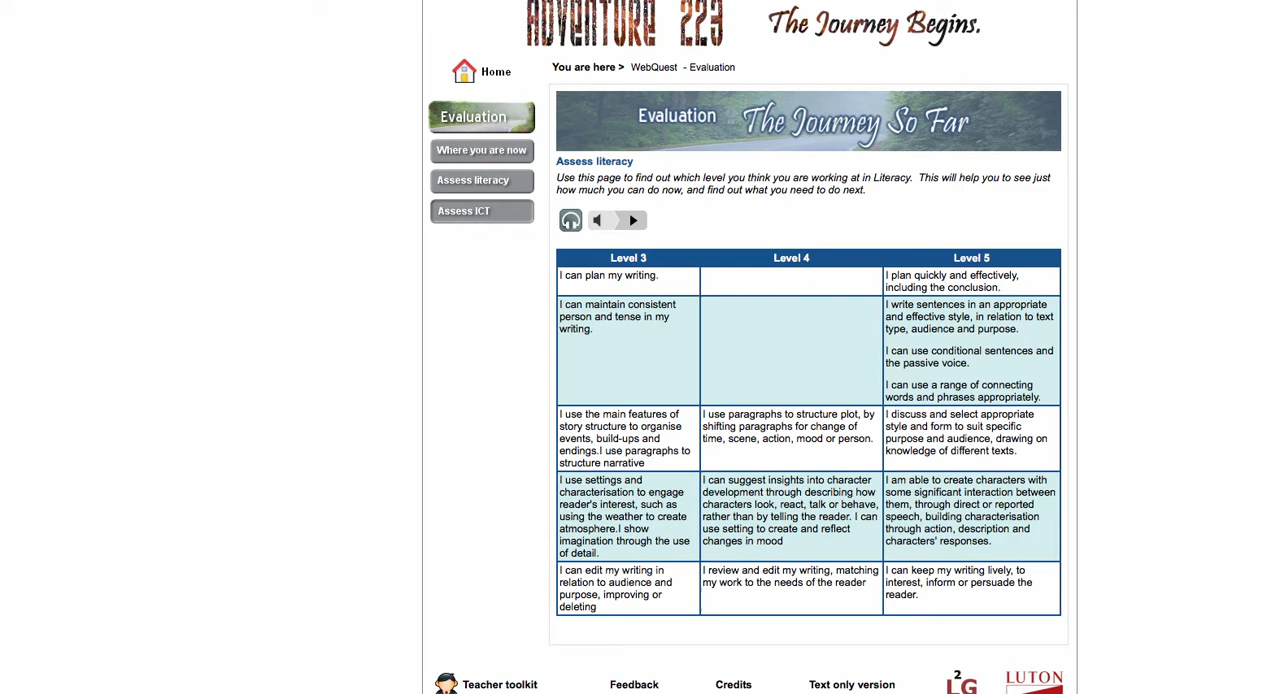 ADVENTURE 223 The Journey Begins.
Home
You are here > WebQuest - Evaluation
Evaluation
Where you are now
Assess literacy
Assess ICT
Evaluation The Journey So Far
Assess literacy
Use this page to find out which level you think you are working at in Literacy. This will help you to see just
how much you can do now, and find out what you need to do next.
Level 3 Level 4 Level 5
I can plan my writing.
I plan quickly and effectively,
including the conclusion.
I can maintain consistent
person and tense in my
writing.
I write sentences in an appropriate
and effective style, in relation to text
type, audience and purpose.
I can use conditional sentences and
the passive voice.
I can use a range of connecting
words and phrases appropriately.
I use the main features of
story structure to organise
events, build-ups and
endings.I use paragraphs to
structure narrative
I use paragraphs to structure plot, by
shifting paragraphs for change of
time, scene, action, mood or person.
I discuss and select appropriate
style and form to suit specific
purpose and audience, drawing on
knowledge of different texts.
I use settings and
characterisation to engage
reader's interest, such as
using the weather to create
atmosphere.I show
imagination through the use
of detail.
I can suggest insights into character
development through describing how
characters look, react, talk or behave,
rather than by telling the reader. I can
use setting to create and reflect
changes in mood
I am able to create characters with
some significant interaction between
them, through direct or reported
speech, building characterisation
through action, description and
characters' responses.
I can edit my writing in
relation to audience and
purpose, improving or
deleting
I review and edit my writing, matching
my work to the needs of the reader
I can keep my writing lively, to
interest, inform or persuade the
reader.
Teacher toolkit Feedback Credits Text only version
2
LG
LUTON